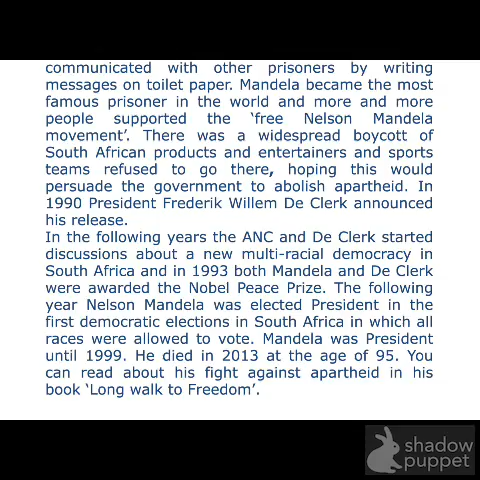 communicated with other prisoners by writing
messages on toilet paper. Mandela became the most
famous prisoner in the world and more and more
people supported the ‘free Nelson Mandela
movement’. There was a widespread boycott of
South African products and entertainers and sports
teams refused to go there, hoping this would
persuade the government to abolish apartheid. In
1990 President Frederik Willem De Clerk announced
his release.
In the following years the ANC and De Clerk started
discussions about a new multi-racial democracy in
South Africa and in 1993 both Mandela and De Clerk
were awarded the Nobel Peace Prize. The following
year Nelson Mandela was elected President in the
first democratic elections in South Africa in which all
races were allowed to vote. Mandela was President
until 1999. He died in 2013 at the age of 95. You
can read about his fight against apartheid in his
book ‘Long walk to Freedom’.
shadow
puppet